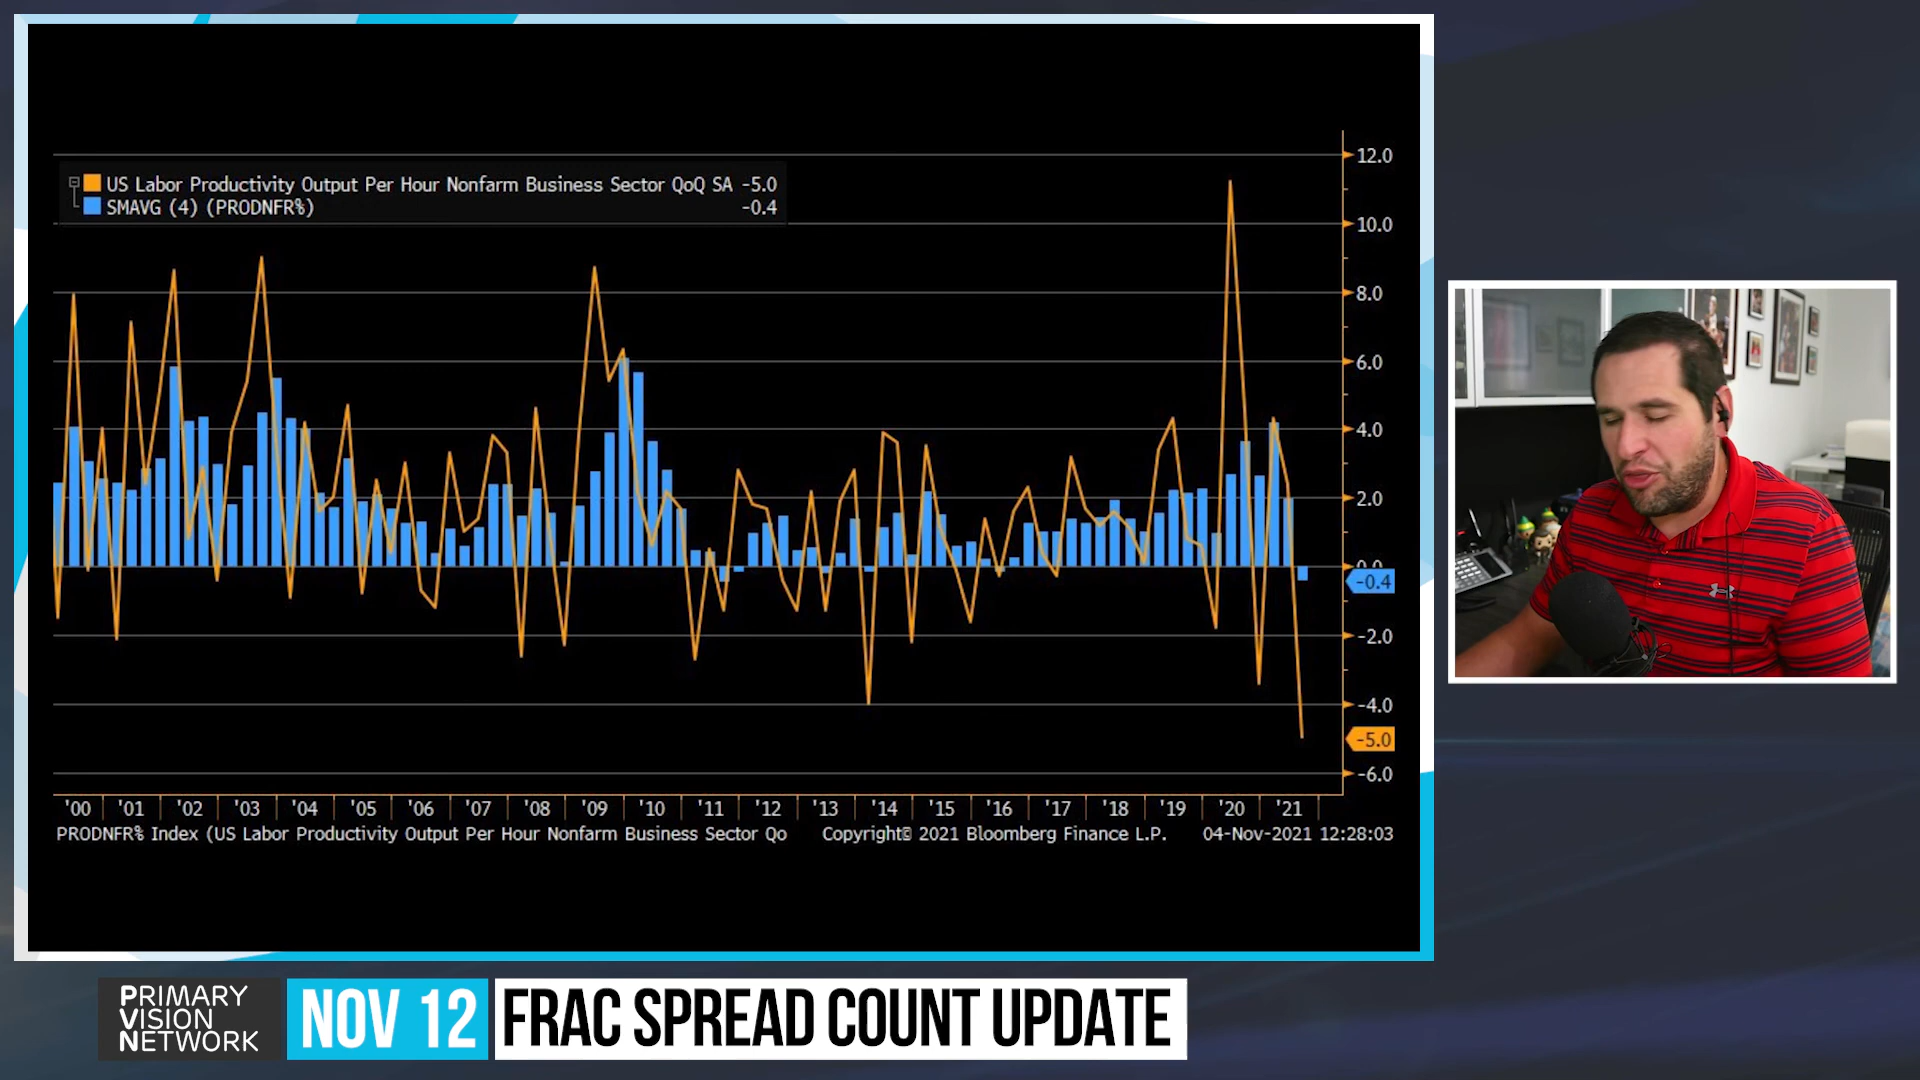 US Labor Productivity Output Per Hour Nonfarm Business Sector QoQ SA -5.0
SMAVG (4) (PRODNFR%) -0.4
12.0
10.0
8.0
6.0
4.0
2.0
0.0
-0.4
-2.0
-4.0
-5.0
-6.0
'00 '01 '02 '03 '04 '05 '06 '07 '08 '09 '10 '11 '12 '13 '14 '15 '16 '17 '18 '19 '20 '21
PRODNFR% Index (US Labor Productivity Output Per Hour Nonfarm Business Sector Qo Copyright© 2021 Bloomberg Finance L.P. 04-Nov-2021 12:28:03
PRIMARY
VISION
NETWORK
NOV 12
FRAC SPREAD COUNT UPDATE